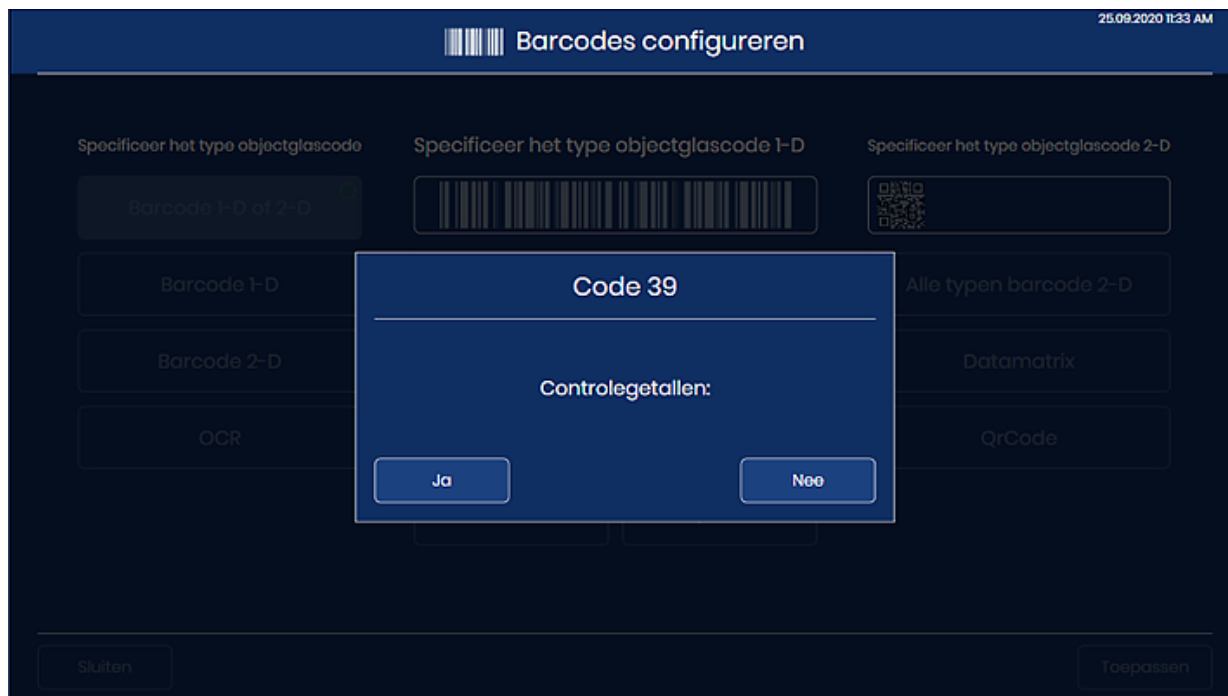 25.09.2020 11:33 AM
Barcodes configureren
Specificeer het type objectglascode
Specificeer het type objectglascode 1-D
Specificeer het type objectglascode 2-D
Barcode 1-D of 2-D
Barcode 1-D
Alle typen barcode 2-D
Barcode 2-D
Datamatrix
OCR
QrCode
Code 39
Controlegetallen:
Ja
Nee
Sluiten
Toepassen